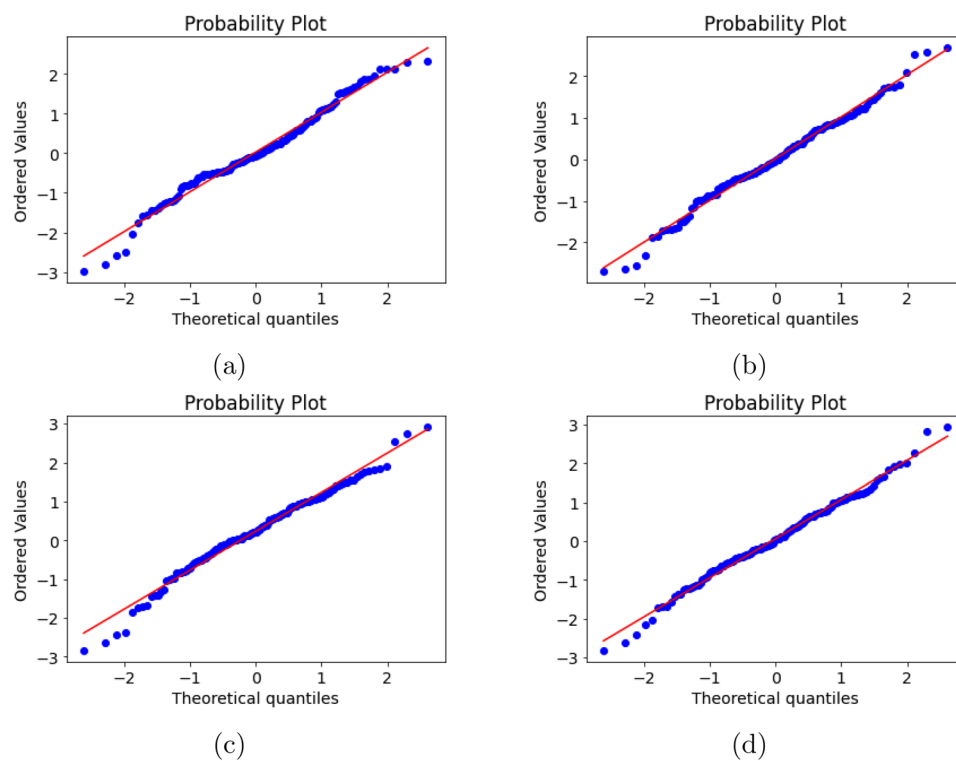 Probability Plot
Ordered Values
2
1
0
−1
−2
−3
−2 −1 0 1 2
Theoretical quantiles
(a)
Probability Plot
Ordered Values
2
1
0
−1
−2
−2 −1 0 1 2
Theoretical quantiles
(b)
Probability Plot
Ordered Values
3
2
1
0
−1
−2
−3
−2 −1 0 1 2
Theoretical quantiles
(c)
Probability Plot
Ordered Values
3
2
1
0
−1
−2
−3
−2 −1 0 1 2
Theoretical quantiles
(d)